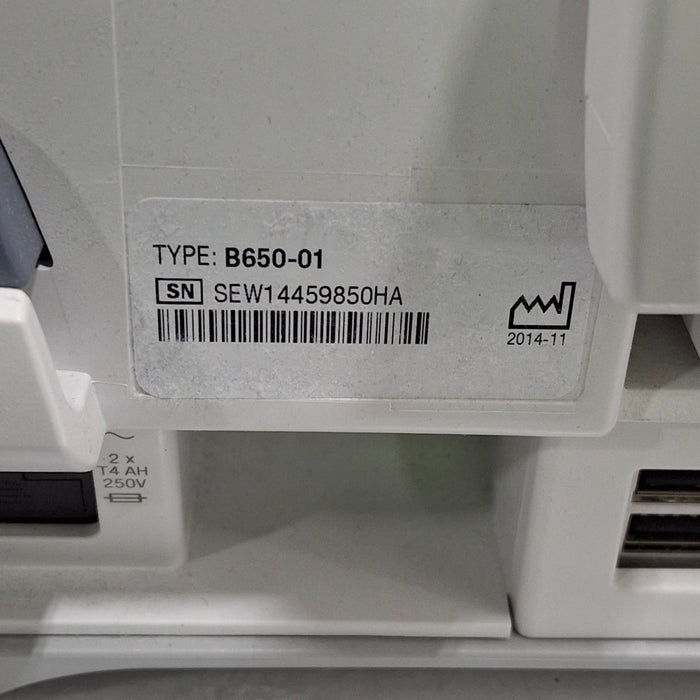 TYPE: B650-01
SN SEW14459850HA
2014-11
2 x
T4 AH
250V